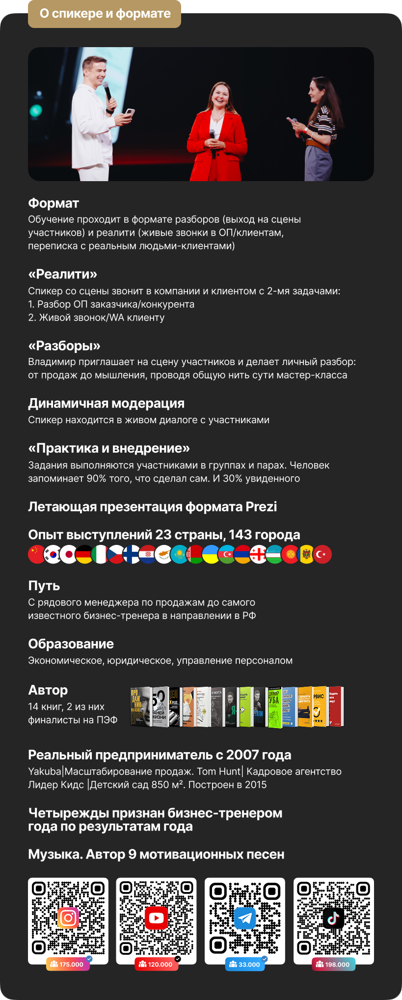 О спикере и формате
Формат
Обучение проходит в формате разборов (выход на сцены
участников) и реалити (живые звонки в ОП/клиентам,
переписка с реальным людьми-клиентами)
«Реалити»
Спикер со сцены звонит в компании и клиентом с 2-мя задачами:
1. Разбор ОП заказчика/конкурента
2. Живой звонок/WA клиенту
«Разборы»
Владимир приглашает на сцену участников и делает личный разбор:
от продаж до мышления, проводя общую нить сути мастер-класса
Динамичная модерация
Спикер находится в живом диалоге с участниками
«Практика и внедрение»
Задания выполняются участниками в группах и парах. Человек
запоминает 90% того, что сделал сам. И 30% увиденного
Летающая презентация формата Prezi
Опыт выступлений 23 страны, 143 города
Путь
С рядового менеджера по продажам до самого
известного бизнес-тренера в направлении в РФ
Образование
Экономическое, юридическое, управление персоналом
Автор
14 книг, 2 из них
финалисты на ПЭФ
Реальный предприниматель с 2007 года
Yakuba|Масштабирование продаж. Tom Hunt| Кадровое агентство
Лидер Кидс |Детский сад 850 м². Построен в 2015
Четырежды признан бизнес-тренером
года по результатам года
Музыка. Автор 9 мотивационных песен
175.000
120.000
33.000
198.000